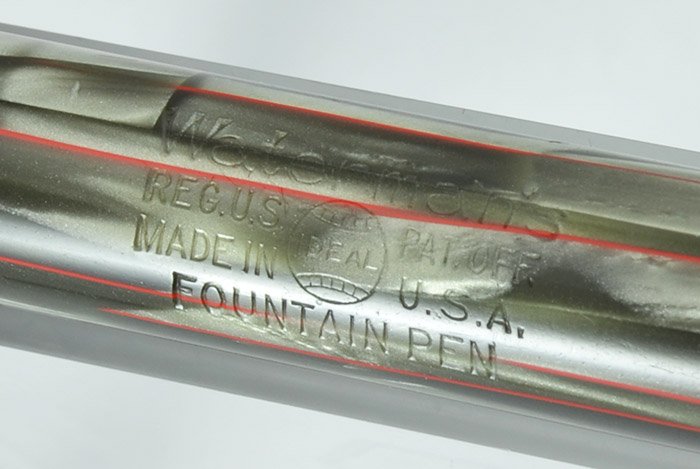 Waterman's
REG. U.S. IDEAL PAT. OFF.
MADE IN U.S.A.
FOUNTAIN PEN